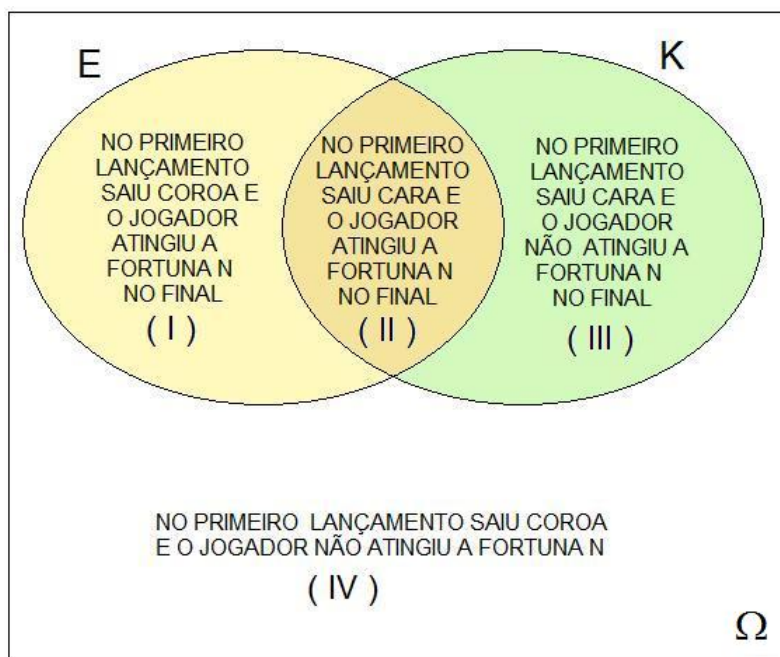 E
K
NO PRIMEIRO
LANÇAMENTO
SAIU COROA E
O JOGADOR
ATINGIU A
FORTUNA N
NO FINAL
( I )
NO PRIMEIRO
LANÇAMENTO
SAIU CARA E
O JOGADOR
ATINGIU A
FORTUNA N
NO FINAL
( II )
NO PRIMEIRO
LANÇAMENTO
SAIU CARA E
O JOGADOR
NÃO ATINGIU A
FORTUNA N
NO FINAL
( III )
NO PRIMEIRO LANÇAMENTO SAIU COROA
E O JOGADOR NÃO ATINGIU A FORTUNA N
( IV )
Ω